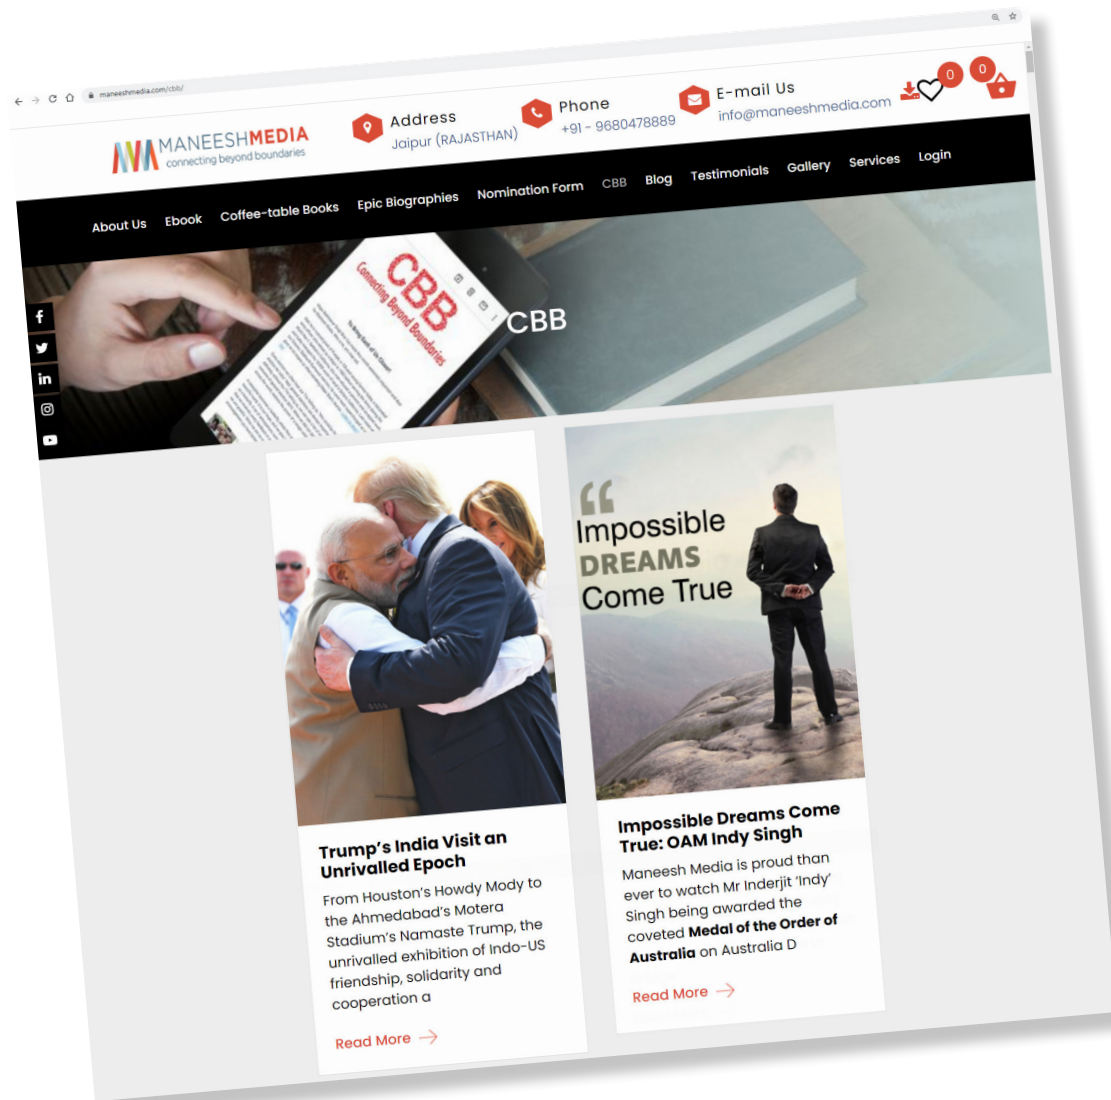 maneeshmedia.com/cbb/
MANEESHMEDIA
connecting beyond boundaries
Address
Jaipur (RAJASTHAN)
Phone
+91 - 9680478889
E-mail Us
info@maneeshmedia.com
0
0
About Us Ebook Coffee-table Books Epic Biographies Nomination Form CBB Blog Testimonials Gallery Services Login
CBB
Connecting Beyond Boundaries
CBB
“
Impossible
DREAMS
Come True
Trump’s India Visit an
Unrivalled Epoch
From Houston’s Howdy Mody to
the Ahmedabad’s Motera
Stadium’s Namaste Trump, the
unrivalled exhibition of Indo-US
friendship, solidarity and
cooperation a
Read More
Impossible Dreams Come
True: OAM Indy Singh
Maneesh Media is proud than
ever to watch Mr Inderjit ‘Indy’
Singh being awarded the
coveted Medal of the Order of
Australia on Australia D
Read More